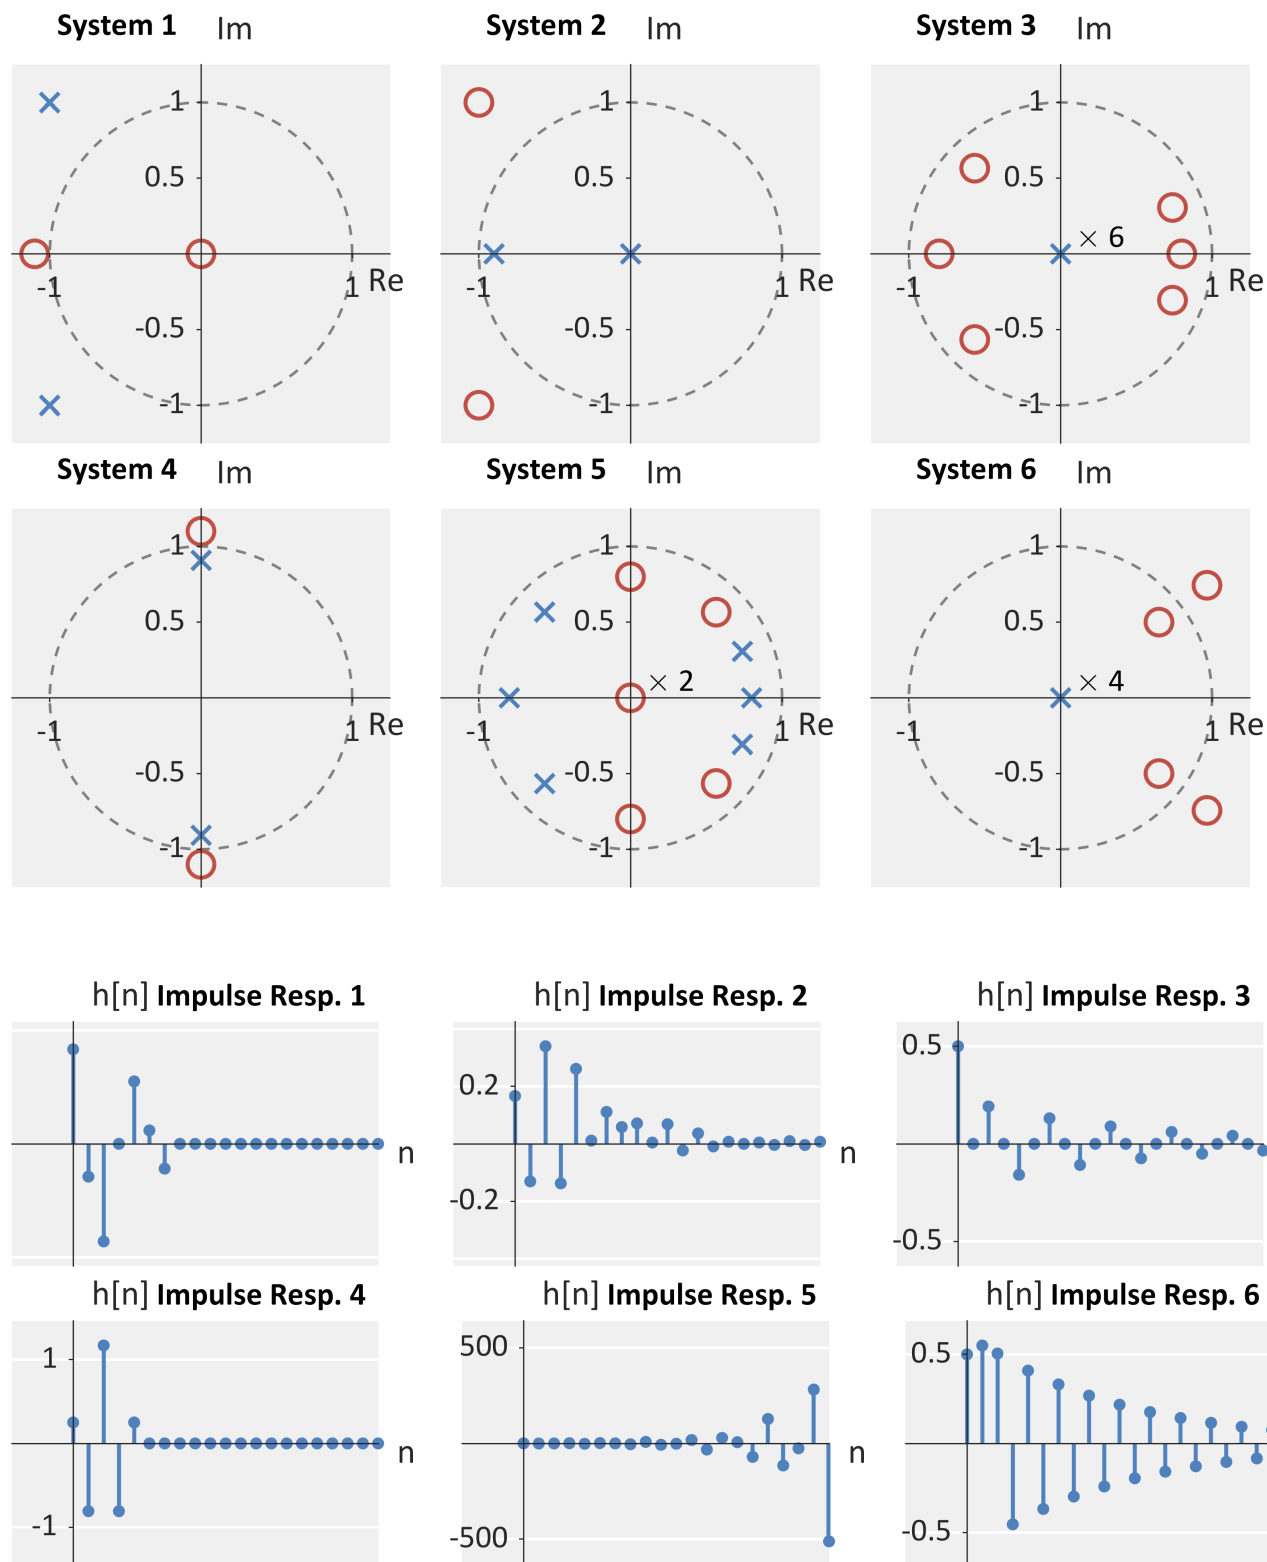 System 1 Im
1
0.5
-1 1 Re
-0.5
-1
System 2 Im
1
0.5
-1 1
-0.5
-1
System 3 Im
1
0.5
× 6
-1 1 Re
-0.5
-1
System 4 Im
1
0.5
-1 1 Re
-0.5
-1
System 5 Im
1
0.5
× 2
-1 1
-0.5
-1
System 6 Im
1
0.5
× 4
-1 1 Re
-0.5
-1
h[n] Impulse Resp. 1
n
h[n] Impulse Resp. 2
0.2
n
-0.2
h[n] Impulse Resp. 3
0.5
-0.5
h[n] Impulse Resp. 4
1
n
-1
h[n] Impulse Resp. 5
500
n
-500
h[n] Impulse Resp. 6
0.5
-0.5